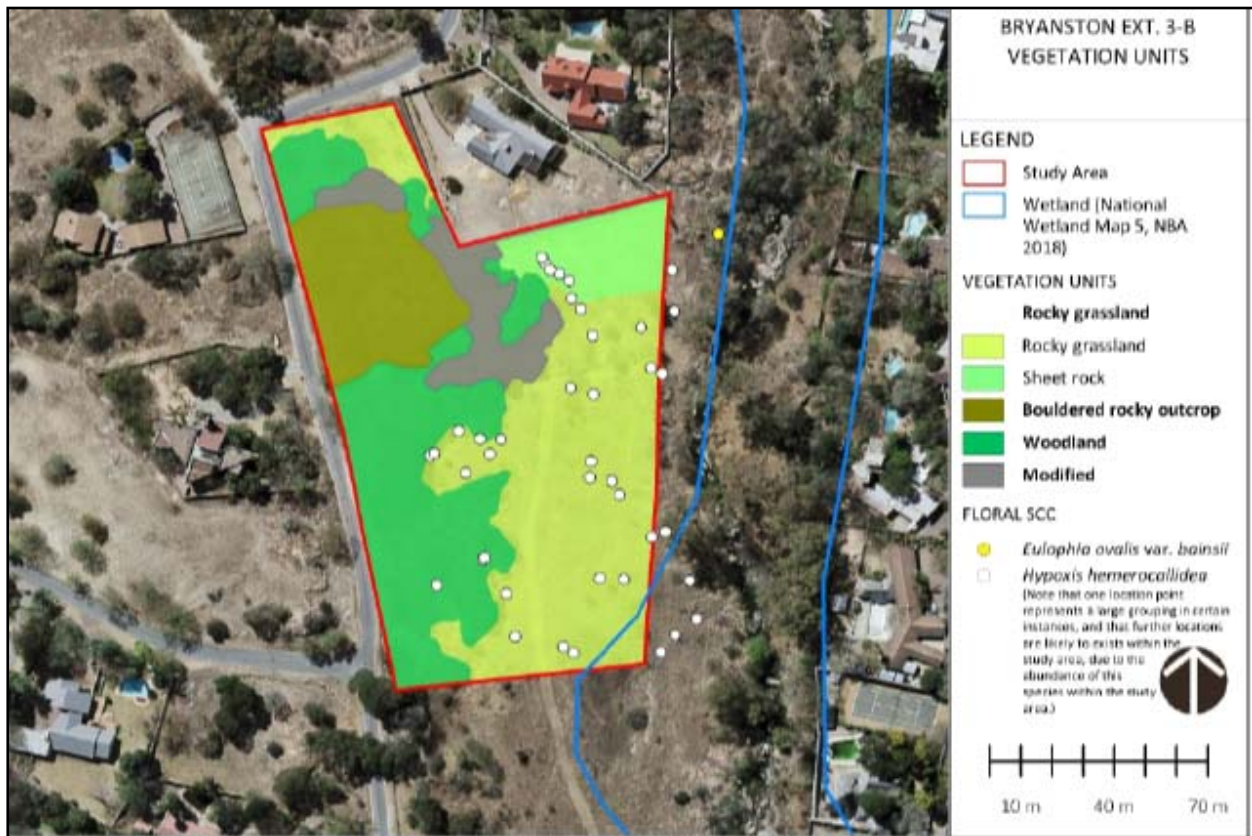 BRYANSTON EXT. 3-B
VEGETATION UNITS
LEGEND
Study Area
Wetland (National
Wetland Map 5, NBA
2018)
VEGETATION UNITS
Rocky grassland
Rocky grassland
Sheet rock
Bouldered rocky outcrop
Woodland
Modified
FLORAL SCC
Eulophia ovalis var. bainsii
Hypoxis hemerocallidea
(Note that one location point
represents a large grouping in certain
instances, and that further locations
are likely to exists within the
study area, due to the
abundance of this
species within the study
area.)
10 m 40 m 70 m